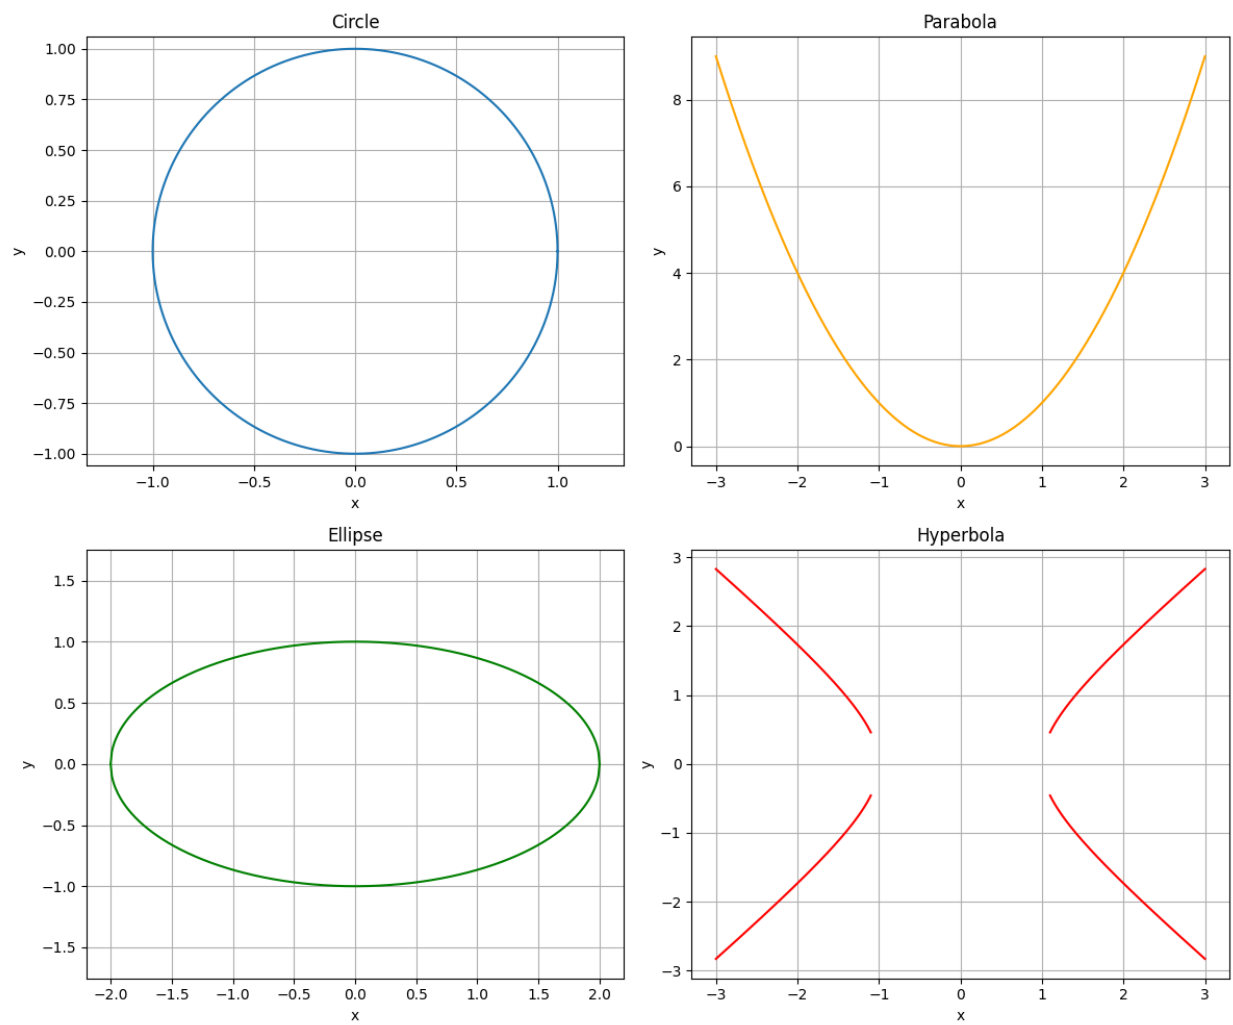 Circle
1.00
0.75
0.50
0.25
0.00
−0.25
−0.50
−0.75
−1.00
y
−1.0 −0.5 0.0 0.5 1.0
x
Parabola
8
6
4
2
0
y
−3 −2 −1 0 1 2 3
x
Ellipse
1.5
1.0
0.5
0.0
−0.5
−1.0
−1.5
y
−2.0 −1.5 −1.0 −0.5 0.0 0.5 1.0 1.5 2.0
x
Hyperbola
3
2
1
0
−1
−2
−3
y
−3 −2 −1 0 1 2 3
x